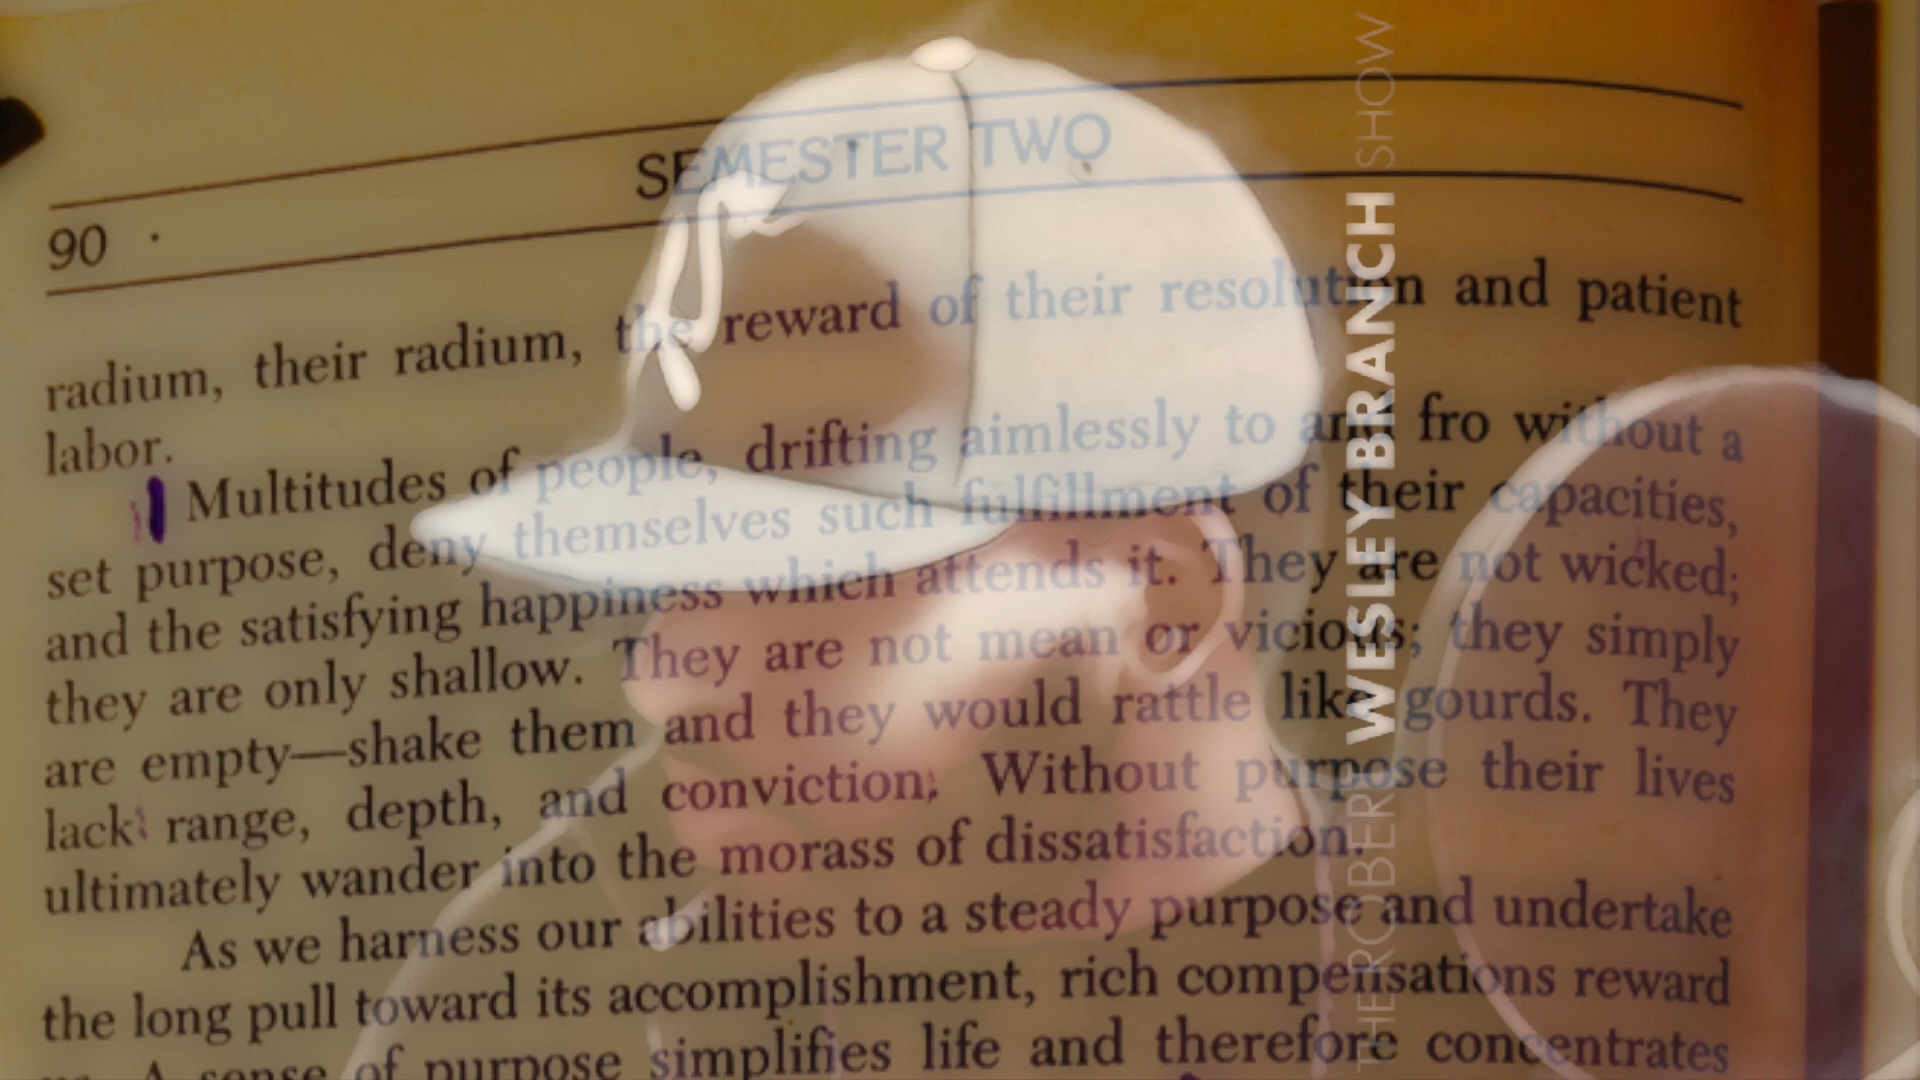 SEMESTER TWO
90
radium, their radium, the reward of their resolution and patient
labor.
Multitudes of people, drifting aimlessly to and fro without a
set purpose, deny themselves such fulfillment of their capacities,
and the satisfying happiness which attends it. They are not wicked;
they are only shallow. They are not mean or vicious; they simply
are empty—shake them and they would rattle like gourds. They
lack range, depth, and conviction. Without purpose their lives
ultimately wander into the morass of dissatisfaction.
As we harness our abilities to a steady purpose and undertake
the long pull toward its accomplishment, rich compensations reward
us. A sense of purpose simplifies life and therefore concentrates
THE ROBERT WESLEY BRANCH SHOW